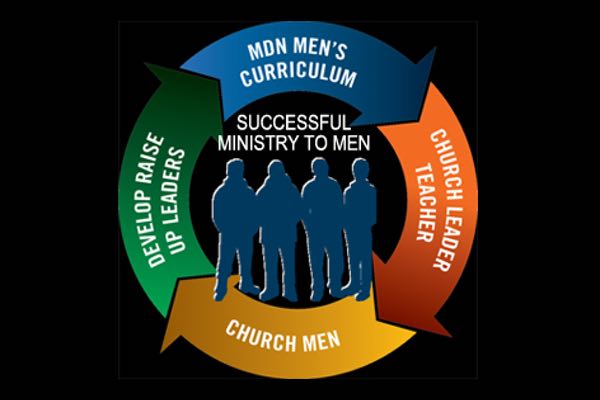 MDN MEN'S
CURRICULUM
SUCCESSFUL
MINISTRY TO MEN
CHURCH LEADER
TEACHER
CHURCH MEN
DEVELOP RAISE
UP LEADERS